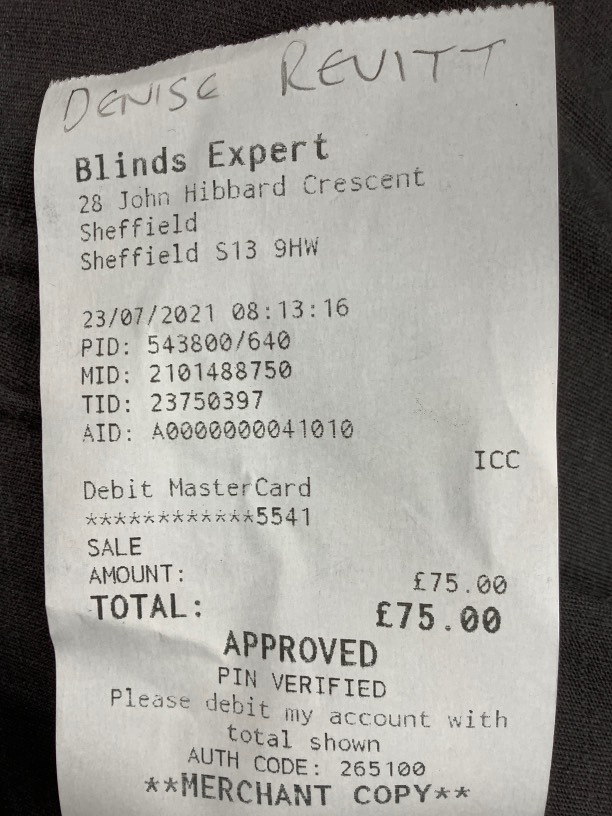 DENISE REVITT
Blinds Expert
28 John Hibbard Crescent
Sheffield
Sheffield S13 9HW
23/07/2021 08:13:16
PID: 543800/640
MID: 2101488750
TID: 23750397
AID: A0000000041010
ICC
Debit MasterCard
************5541
SALE
AMOUNT: £75.00
TOTAL: £75.00
APPROVED
PIN VERIFIED
Please debit my account with
total shown
AUTH CODE: 265100
**MERCHANT COPY**